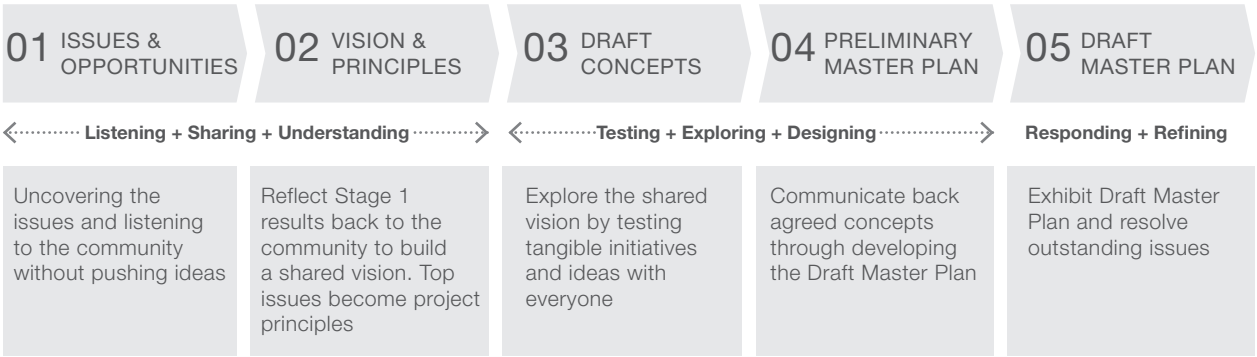 01 ISSUES &
OPPORTUNITIES
02 VISION &
PRINCIPLES
03 DRAFT
CONCEPTS
04 PRELIMINARY
MASTER PLAN
05 DRAFT
MASTER PLAN
Listening + Sharing + Understanding
Testing + Exploring + Designing
Responding + Refining
Uncovering the
issues and listening
to the community
without pushing ideas
Reflect Stage 1
results back to the
community to build
a shared vision. Top
issues become project
principles
Explore the shared
vision by testing
tangible initiatives
and ideas with
everyone
Communicate back
agreed concepts
through developing
the Draft Master Plan
Exhibit Draft Master
Plan and resolve
outstanding issues